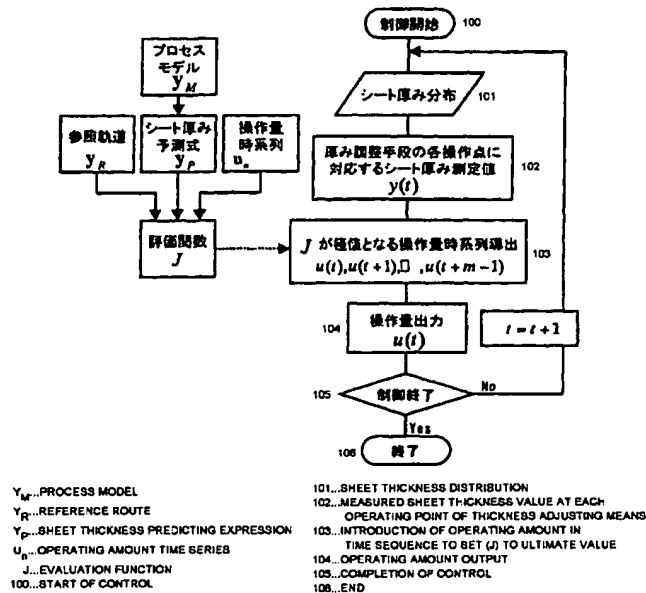 制御開始
100
プロセス
モデル
y_M
シート厚み分布
101
参照軌道
y_R
シート厚み
予測式
y_P
操作量
時系列
u_n
厚み調整手段の各操作点に
対応するシート厚み測定値
y(t)
102
評価関数
J
J が極値となる操作量時系列導出
u(t),u(t+1),□ ,u(t+m-1)
103
104
操作量出力
u(t)
t = t + 1
105
制御終了
No
Yes
106
終了
Y_M...PROCESS MODEL
Y_R...REFERENCE ROUTE
Y_P...SHEET THICKNESS PREDICTING EXPRESSION
U_n...OPERATING AMOUNT TIME SERIES
J...EVALUATION FUNCTION
100...START OF CONTROL
101...SHEET THICKNESS DISTRIBUTION
102...MEASURED SHEET THICKNESS VALUE AT EACH
OPERATING POINT OF THICKNESS ADJUSTING MEANS
103...INTRODUCTION OF OPERATING AMOUNT IN
TIME SEQUENCE TO SET (J) TO ULTIMATE VALUE
104...OPERATING AMOUNT OUTPUT
105...COMPLETION OF CONTROL
106...END